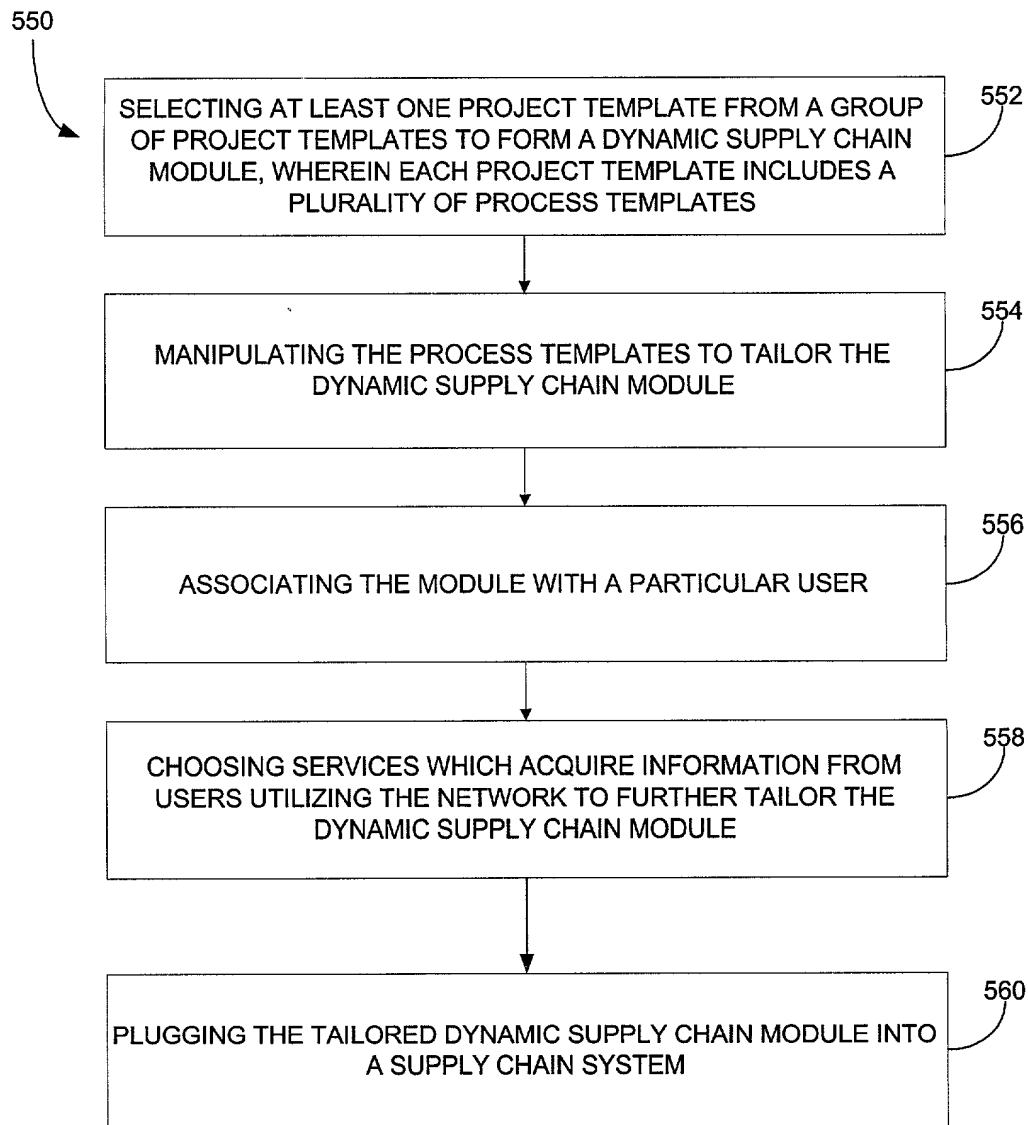 550
552
SELECTING AT LEAST ONE PROJECT TEMPLATE FROM A GROUP
OF PROJECT TEMPLATES TO FORM A DYNAMIC SUPPLY CHAIN
MODULE, WHEREIN EACH PROJECT TEMPLATE INCLUDES A
PLURALITY OF PROCESS TEMPLATES
554
MANIPULATING THE PROCESS TEMPLATES TO TAILOR THE
DYNAMIC SUPPLY CHAIN MODULE
556
ASSOCIATING THE MODULE WITH A PARTICULAR USER
558
CHOOSING SERVICES WHICH ACQUIRE INFORMATION FROM
USERS UTILIZING THE NETWORK TO FURTHER TAILOR THE
DYNAMIC SUPPLY CHAIN MODULE
560
PLUGGING THE TAILORED DYNAMIC SUPPLY CHAIN MODULE INTO
A SUPPLY CHAIN SYSTEM